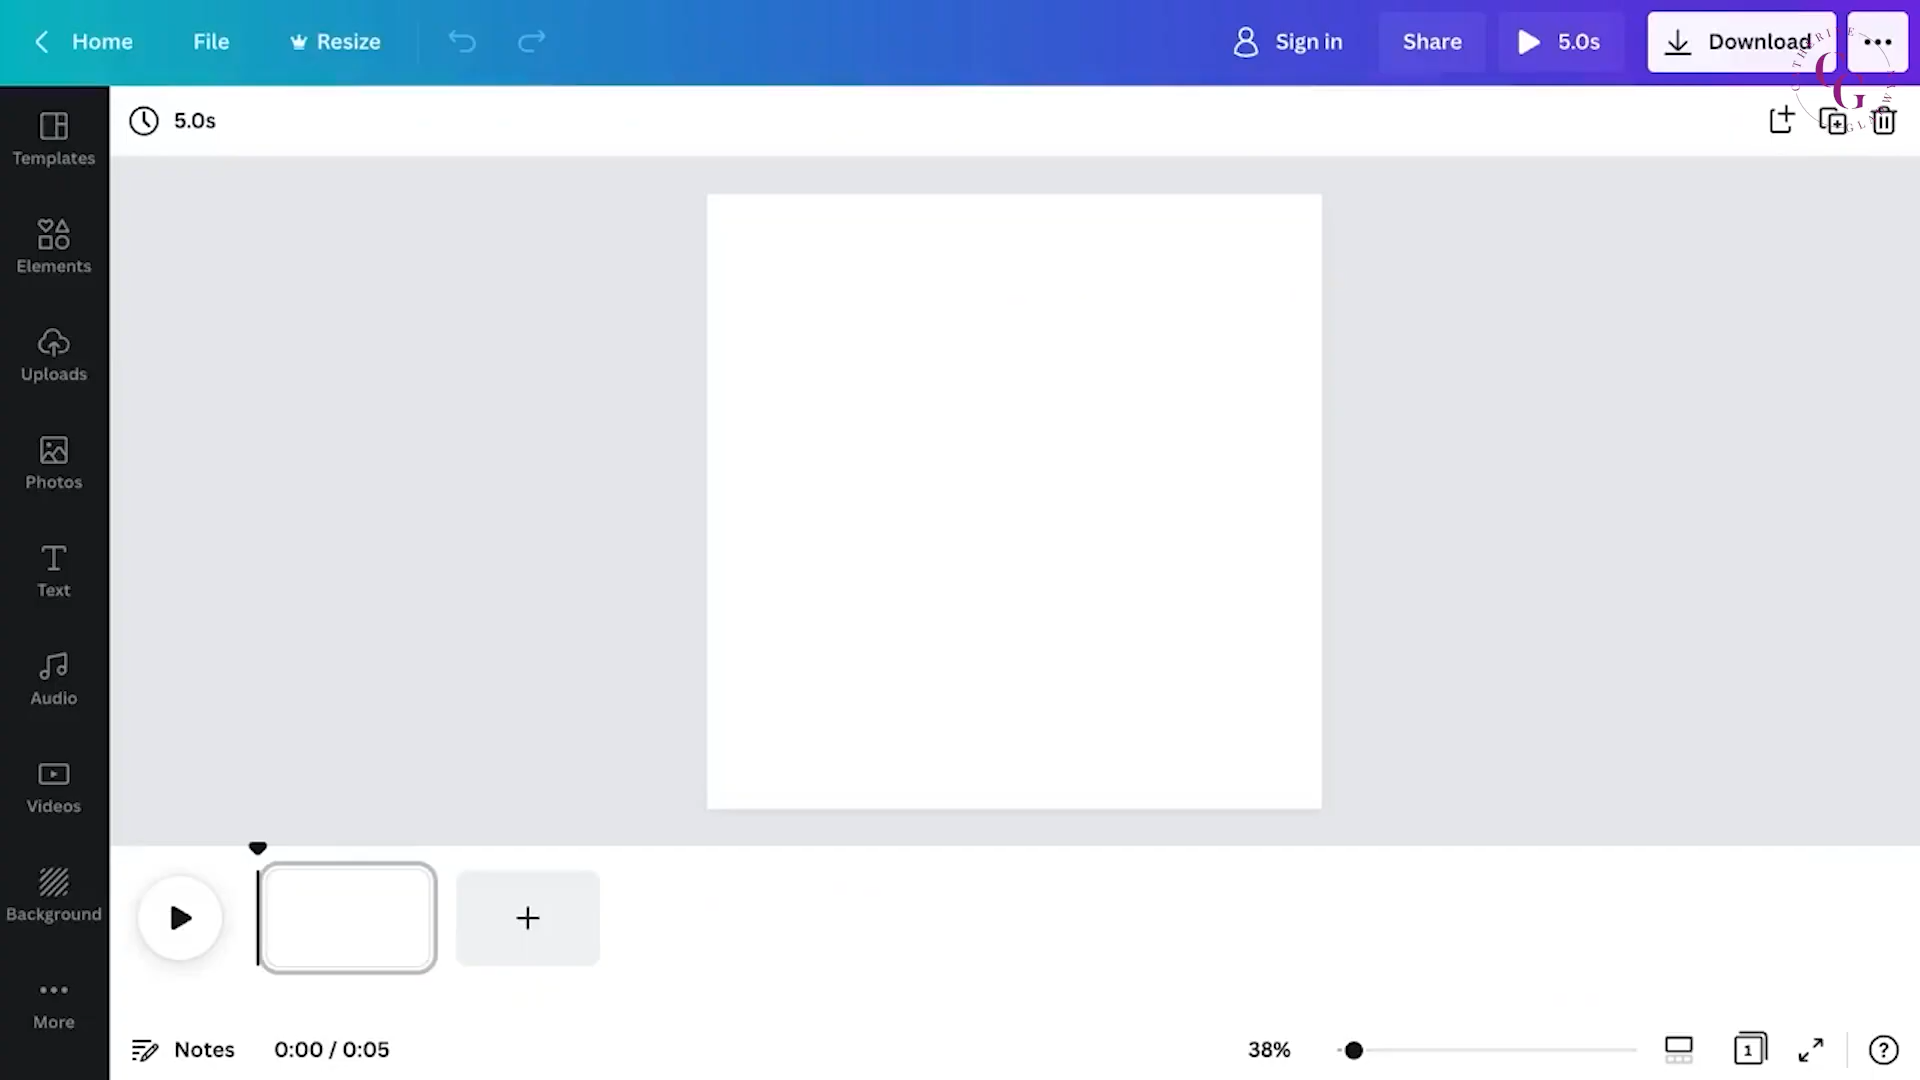 Home File Resize Sign in Share 5.0s Download
5.0s
Templates
Elements
Uploads
Photos
Text
Audio
Videos
Background
More
Notes 0:00 / 0:05 38% 1 ?